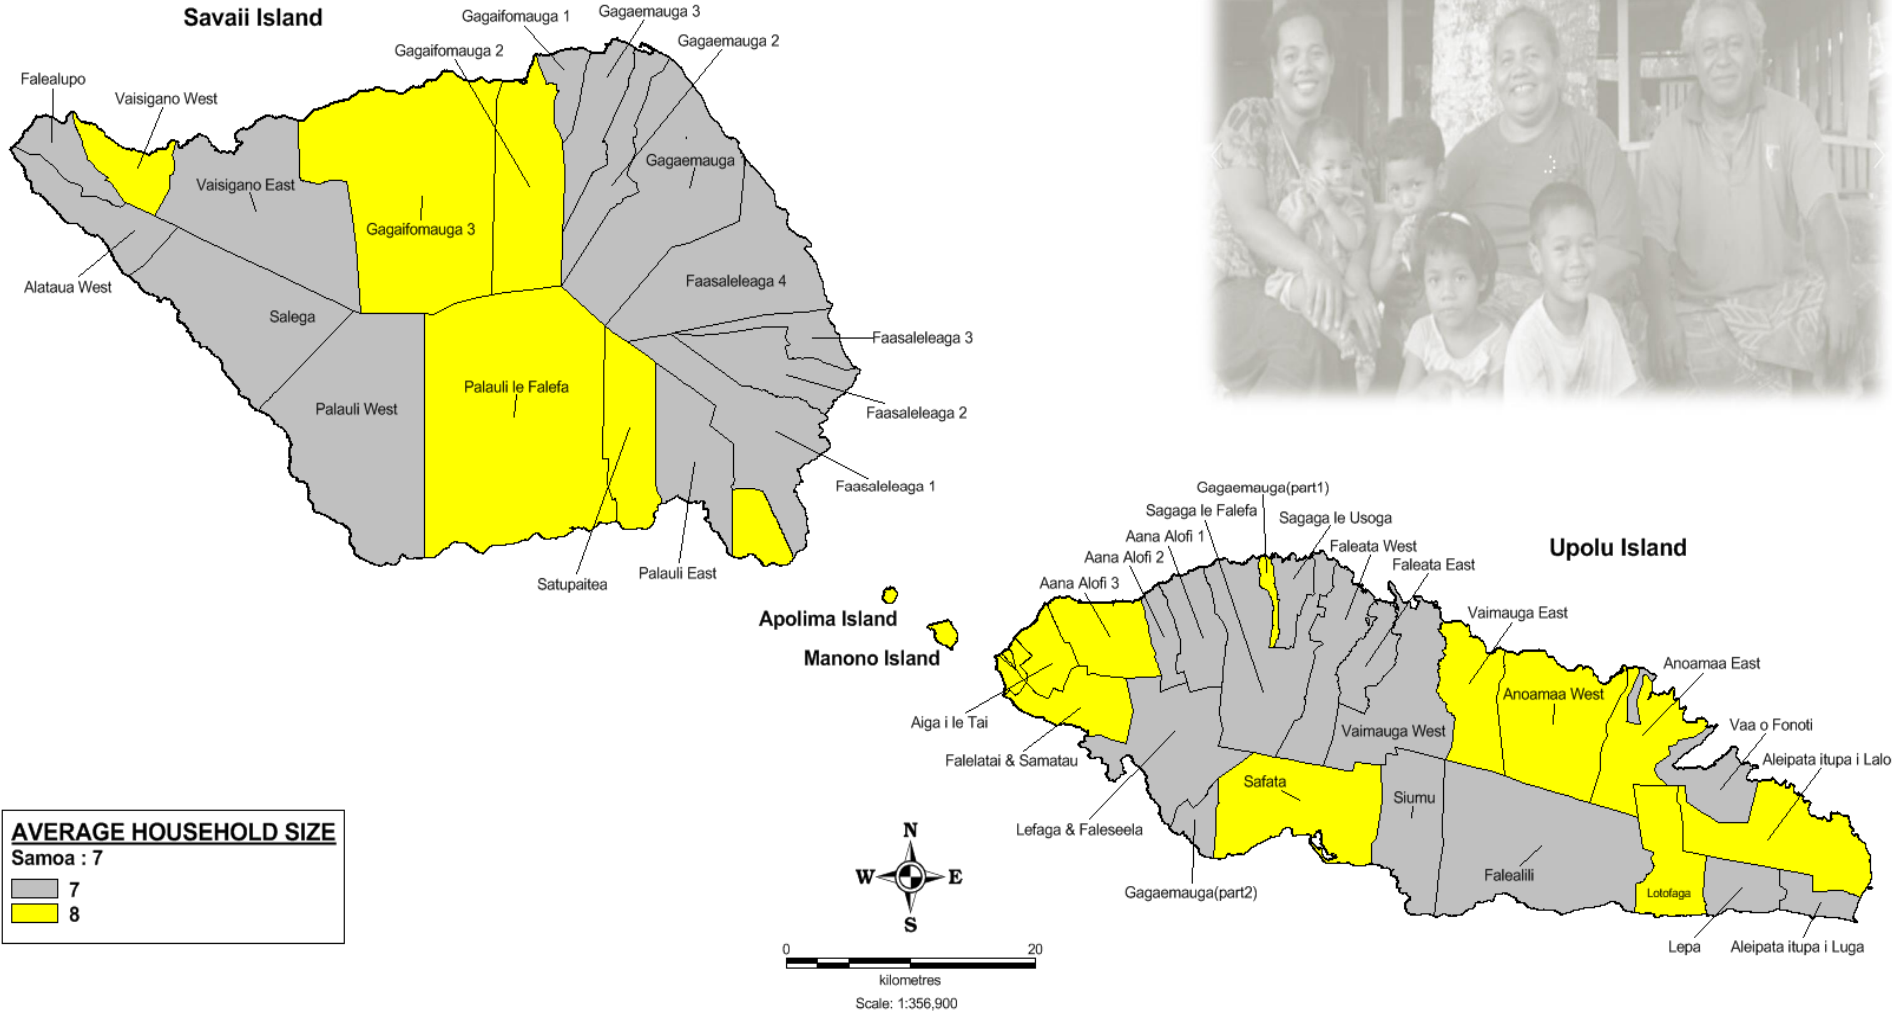 Savaii Island
Gagaifomauga 1
Gagaemauga 3
Gagaifomauga 2
Gagaemauga 2
Falealupo
Vaisigano West
Gagaemauga
Vaisigano East
Gagaifomauga 3
Alataua West
Faasaleleaga 4
Salega
Faasaleleaga 3
Palauli le Falefa
Palauli West
Faasaleleaga 2
Faasaleleaga 1
Palauli East
Satupaitea
Apolima Island
Manono Island
Upolu Island
Gagaemauga(part1)
Sagaga le Falefa
Sagaga le Usoga
Aana Alofi 1
Faleata West
Aana Alofi 2
Faleata East
Aana Alofi 3
Vaimauga East
Anoamaa East
Anoamaa West
Aiga i le Tai
Vaa o Fonoti
Vaimauga West
Falelatai & Samatau
Aleipata itupa i Lalo
Safata
Siumu
Lefaga & Faleseela
Falealili
Gagaemauga(part2)
Lotofaga
Lepa
Aleipata itupa i Luga
AVERAGE HOUSEHOLD SIZE
Samoa : 7
7
8
N
W E
S
0 20
kilometres
Scale: 1:356,900